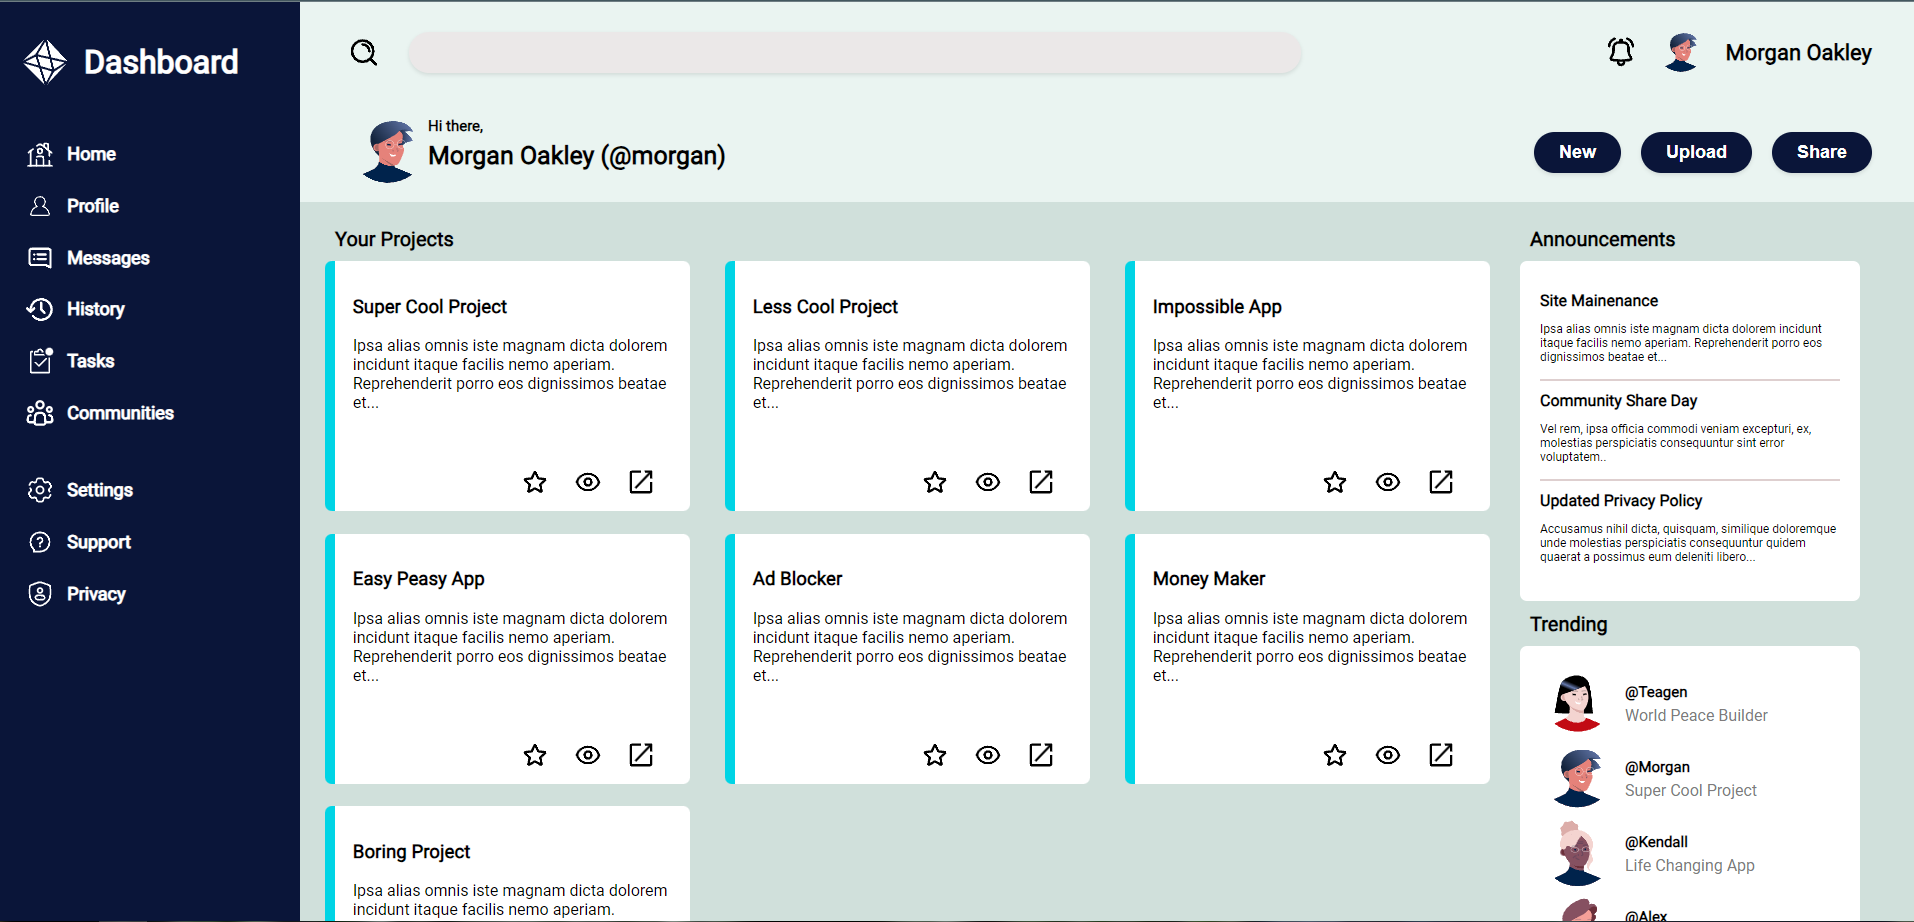 Dashboard
Home
Profile
Messages
History
Tasks
Communities
Settings
Support
Privacy
Morgan Oakley
Hi there,
Morgan Oakley (@morgan)
New
Upload
Share
Your Projects
Super Cool Project
Ipsa alias omnis iste magnam dicta dolorem
incidunt itaque facilis nemo aperiam.
Reprehenderit porro eos dignissimos beatae
et...
Less Cool Project
Ipsa alias omnis iste magnam dicta dolorem
incidunt itaque facilis nemo aperiam.
Reprehenderit porro eos dignissimos beatae
et...
Impossible App
Ipsa alias omnis iste magnam dicta dolorem
incidunt itaque facilis nemo aperiam.
Reprehenderit porro eos dignissimos beatae
et...
Easy Peasy App
Ipsa alias omnis iste magnam dicta dolorem
incidunt itaque facilis nemo aperiam.
Reprehenderit porro eos dignissimos beatae
et...
Ad Blocker
Ipsa alias omnis iste magnam dicta dolorem
incidunt itaque facilis nemo aperiam.
Reprehenderit porro eos dignissimos beatae
et...
Money Maker
Ipsa alias omnis iste magnam dicta dolorem
incidunt itaque facilis nemo aperiam.
Reprehenderit porro eos dignissimos beatae
et...
Boring Project
Ipsa alias omnis iste magnam dicta dolorem
incidunt itaque facilis nemo aperiam.
Announcements
Site Mainenance
Ipsa alias omnis iste magnam dicta dolorem incidunt
itaque facilis nemo aperiam. Reprehenderit porro eos
dignissimos beatae et...
Community Share Day
Vel rem, ipsa officia commodi veniam excepturi, ex,
molestias perspiciatis consequuntur sint error
voluptatem..
Updated Privacy Policy
Accusamus nihil dicta, quisquam, similique doloremque
unde molestias perspiciatis consequuntur quidem
quaerat a possimus eum deleniti libero...
Trending
@Teagen
World Peace Builder
@Morgan
Super Cool Project
@Kendall
Life Changing App
@Alex